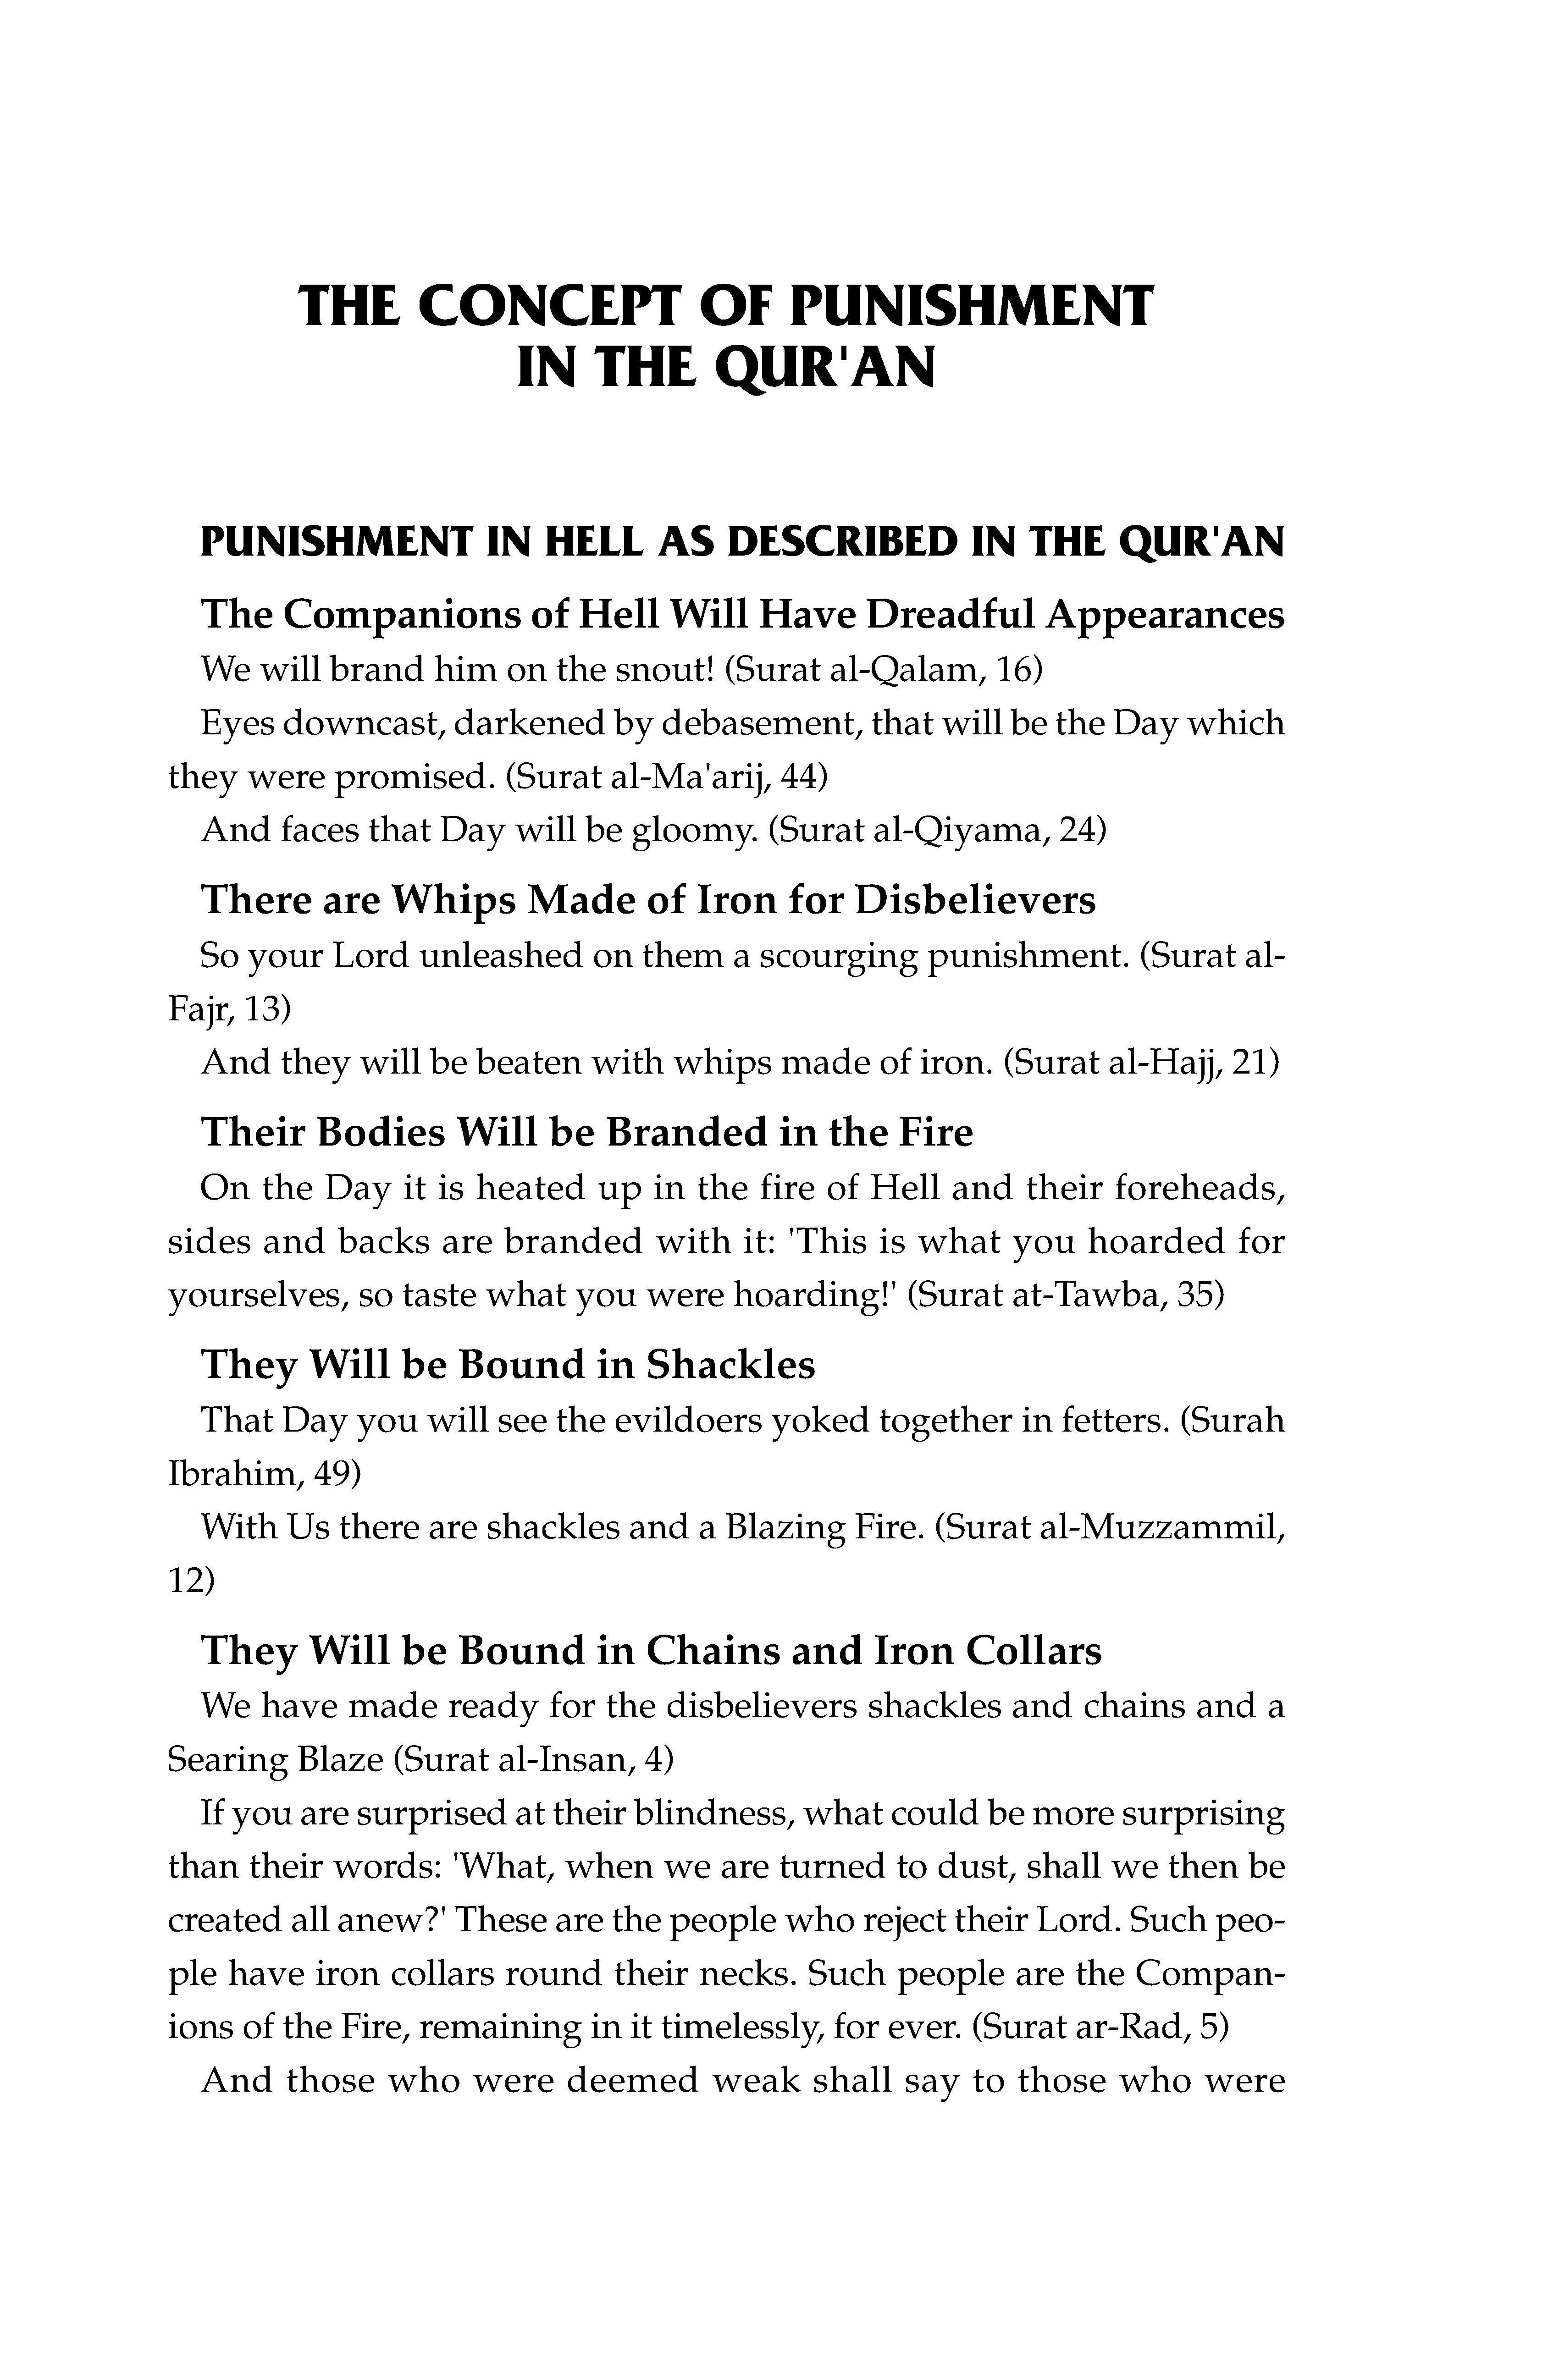 THE CONCEPT OF PUNISHMENT
IN THE QUR'AN
PUNISHMENT IN HELL AS DESCRIBED IN THE QUR'AN
The Companions of Hell Will Have Dreadful Appearances
We will brand him on the snout! (Surat al-Qalam, 16)
Eyes downcast, darkened by debasement, that will be the Day which
they were promised. (Surat al-Ma'arij, 44)
And faces that Day will be gloomy. (Surat al-Qiyama, 24)
There are Whips Made of Iron for Disbelievers
So your Lord unleashed on them a scourging punishment. (Surat al-
Fajr, 13)
And they will be beaten with whips made of iron. (Surat al-Hajj, 21)
Their Bodies Will be Branded in the Fire
On the Day it is heated up in the fire of Hell and their foreheads,
sides and backs are branded with it: 'This is what you hoarded for
yourselves, so taste what you were hoarding!' (Surat at-Tawba, 35)
They Will be Bound in Shackles
That Day you will see the evildoers yoked together in fetters. (Surah
Ibrahim, 49)
With Us there are shackles and a Blazing Fire. (Surat al-Muzzammil,
12)
They Will be Bound in Chains and Iron Collars
We have made ready for the disbelievers shackles and chains and a
Searing Blaze (Surat al-Insan, 4)
If you are surprised at their blindness, what could be more surprising
than their words: 'What, when we are turned to dust, shall we then be
created all anew?' These are the people who reject their Lord. Such peo-
ple have iron collars round their necks. Such people are the Compan-
ions of the Fire, remaining in it timelessly, for ever. (Surat ar-Rad, 5)
And those who were deemed weak shall say to those who were